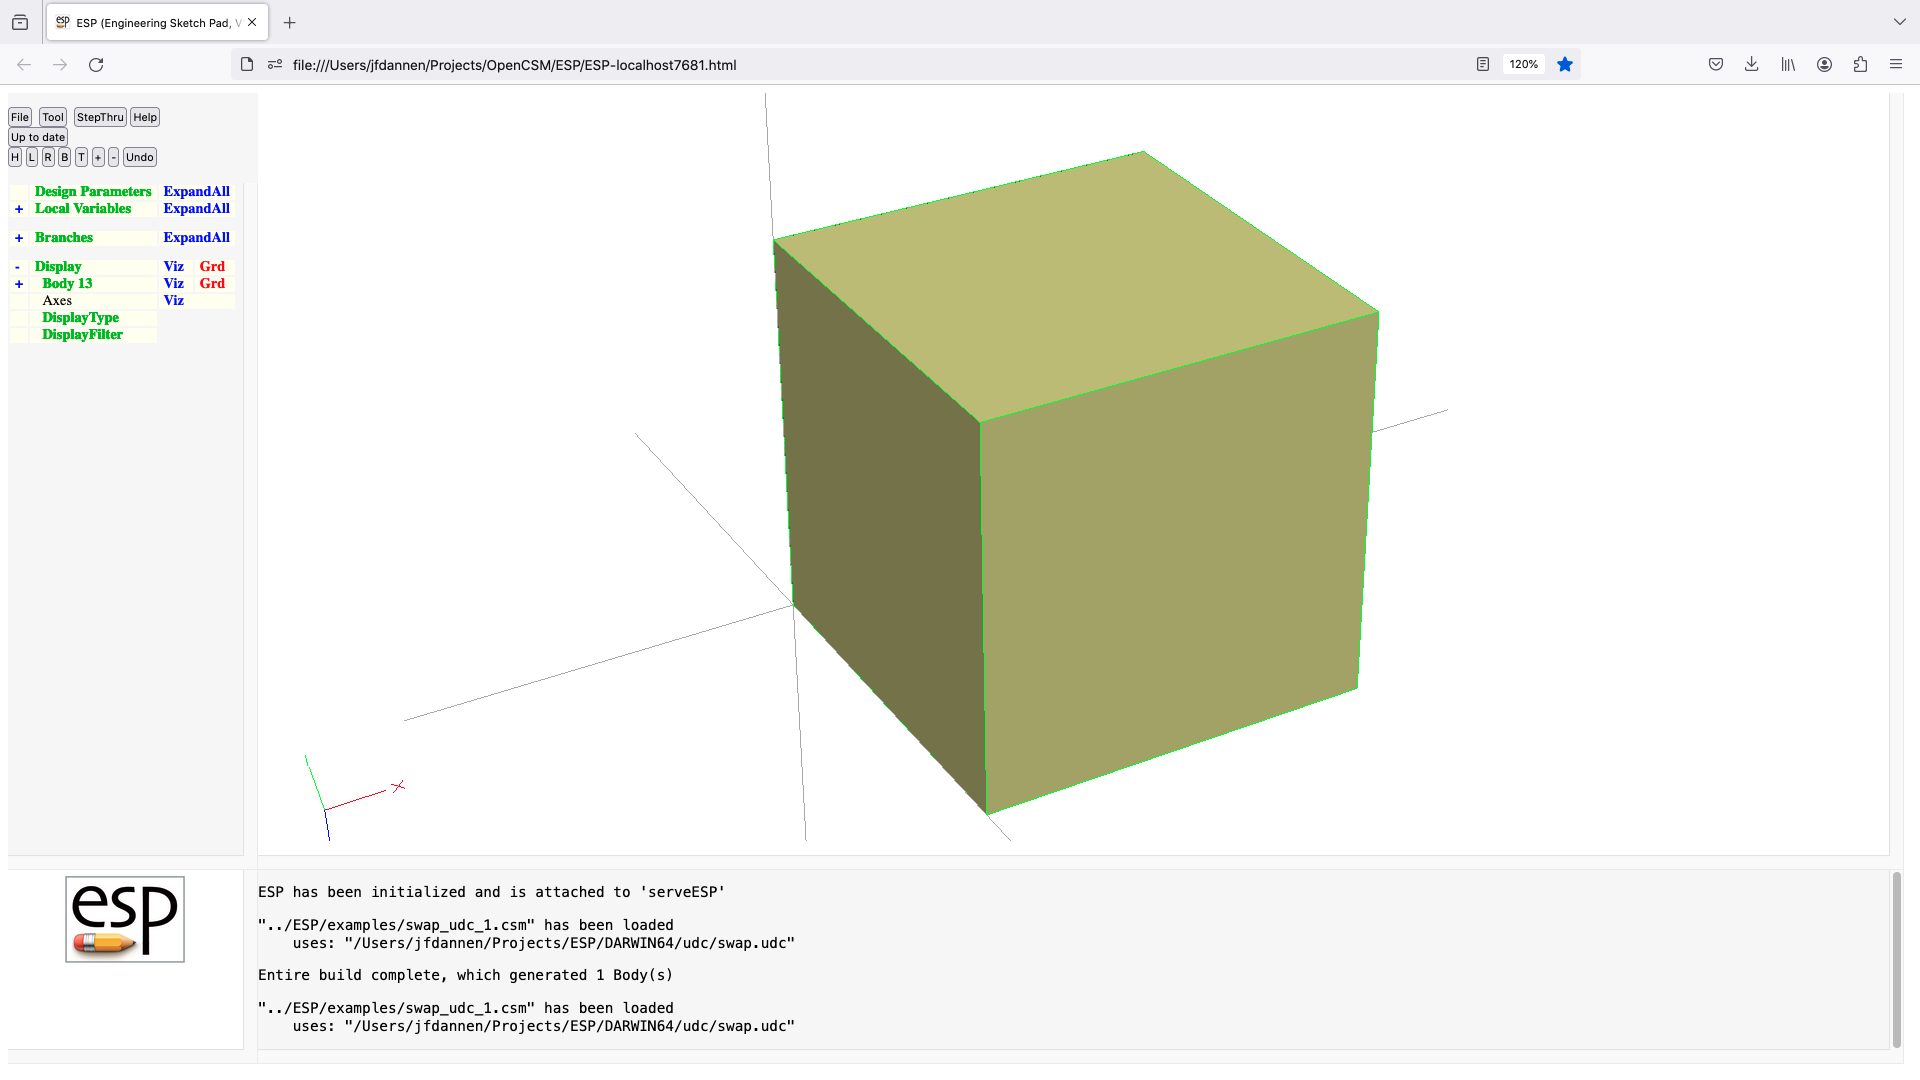 ESP (Engineering Sketch Pad, V
file:///Users/jfdannen/Projects/OpenCSM/ESP/ESP-localhost7681.html
120%
File Tool StepThru Help
Up to date
H L R B T + - Undo
Design Parameters ExpandAll
+ Local Variables ExpandAll
+ Branches ExpandAll
- Display Viz Grd
+ Body 13 Viz Grd
Axes Viz
DisplayType
DisplayFilter
X
esp
ESP has been initialized and is attached to 'serveESP'
"../ESP/examples/swap_udc_1.csm" has been loaded
uses: "/Users/jfdannen/Projects/ESP/DARWIN64/udc/swap.udc"
Entire build complete, which generated 1 Body(s)
"../ESP/examples/swap_udc_1.csm" has been loaded
uses: "/Users/jfdannen/Projects/ESP/DARWIN64/udc/swap.udc"